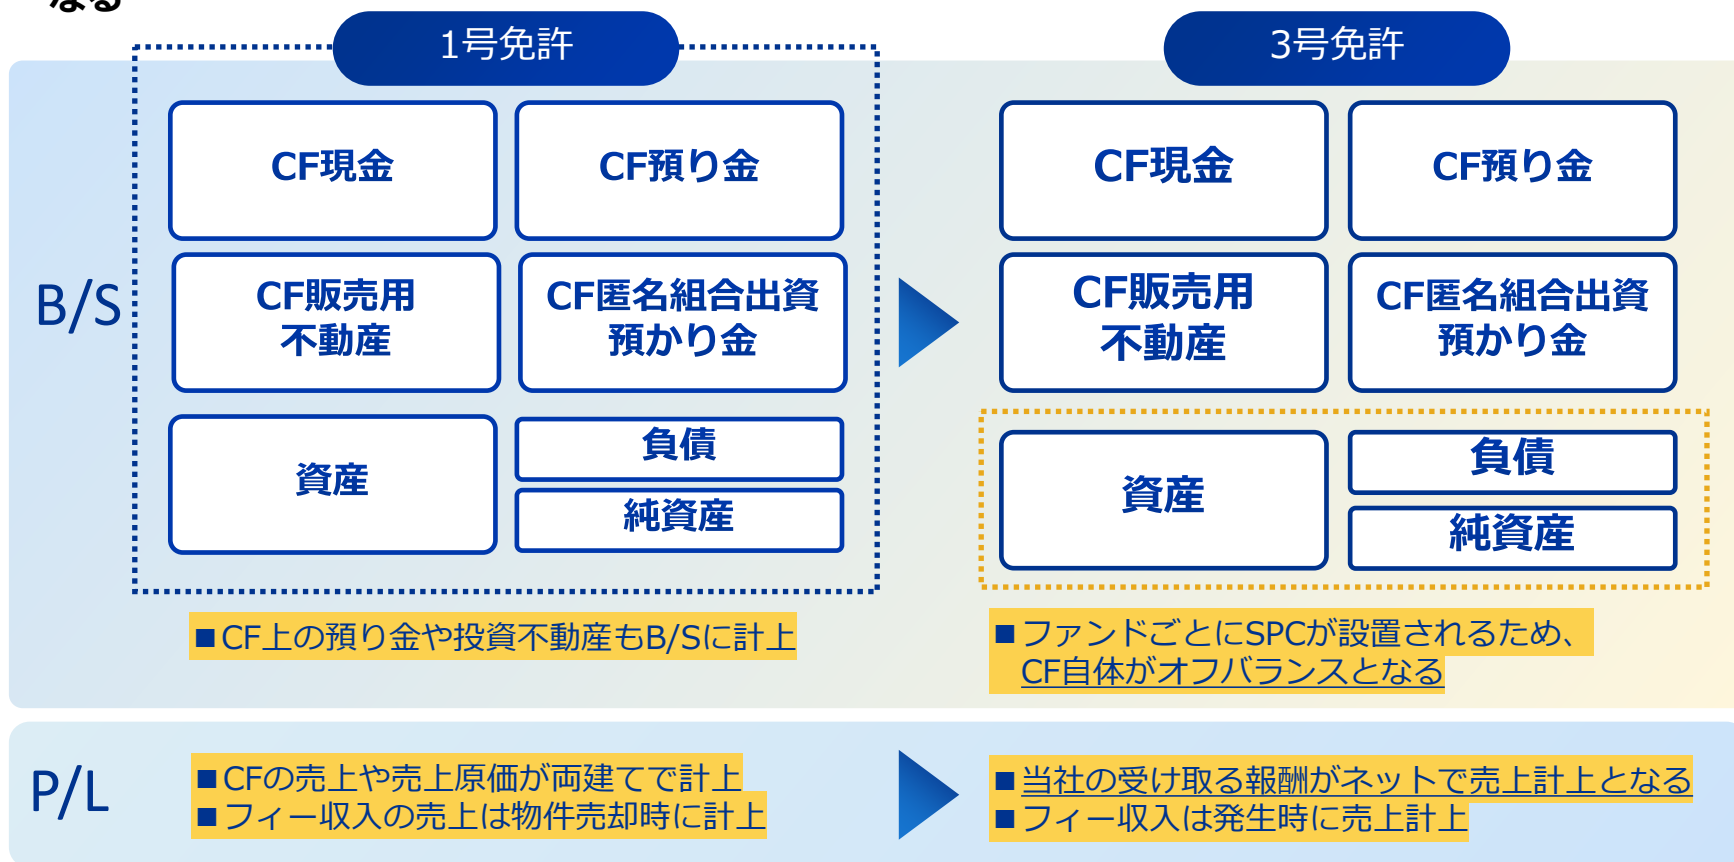 なる
1号免許
3号免許
B/S
CF現金
CF預り金
CF販売用
不動産
CF匿名組合出資
預かり金
資産
負債
純資産
CF現金
CF預り金
CF販売用
不動産
CF匿名組合出資
預かり金
資産
負債
純資産
■CF上の預り金や投資不動産もB/Sに計上
■ファンドごとにSPCが設置されるため、
CF自体がオフバランスとなる
P/L
■CFの売上や売上原価が両建てで計上
■フィー収入の売上は物件売却時に計上
■当社の受け取る報酬がネットで売上計上となる
■フィー収入は発生時に売上計上